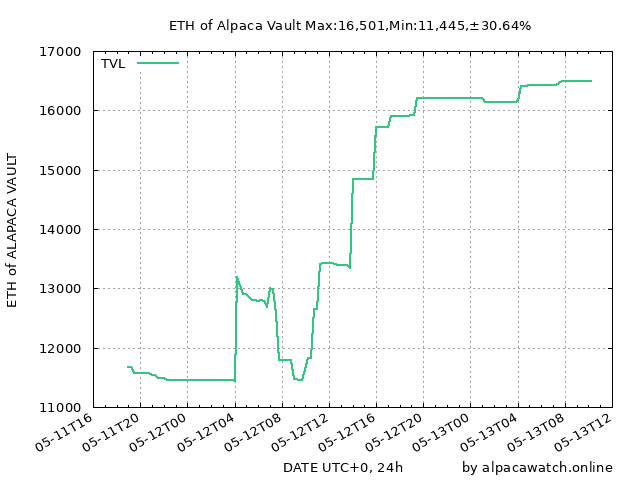 ETH of Alpaca Vault Max:16,501,Min:11,445,±30.64%
TVL
17000
16000
15000
14000
13000
12000
11000
ETH of ALAPACA VAULT
05-11T16
05-11T20
05-12T00
05-12T04
05-12T08
05-12T12
05-12T16
05-12T20
05-13T00
05-13T04
05-13T08
05-13T12
DATE UTC+0, 24h
by alpacawatch.online